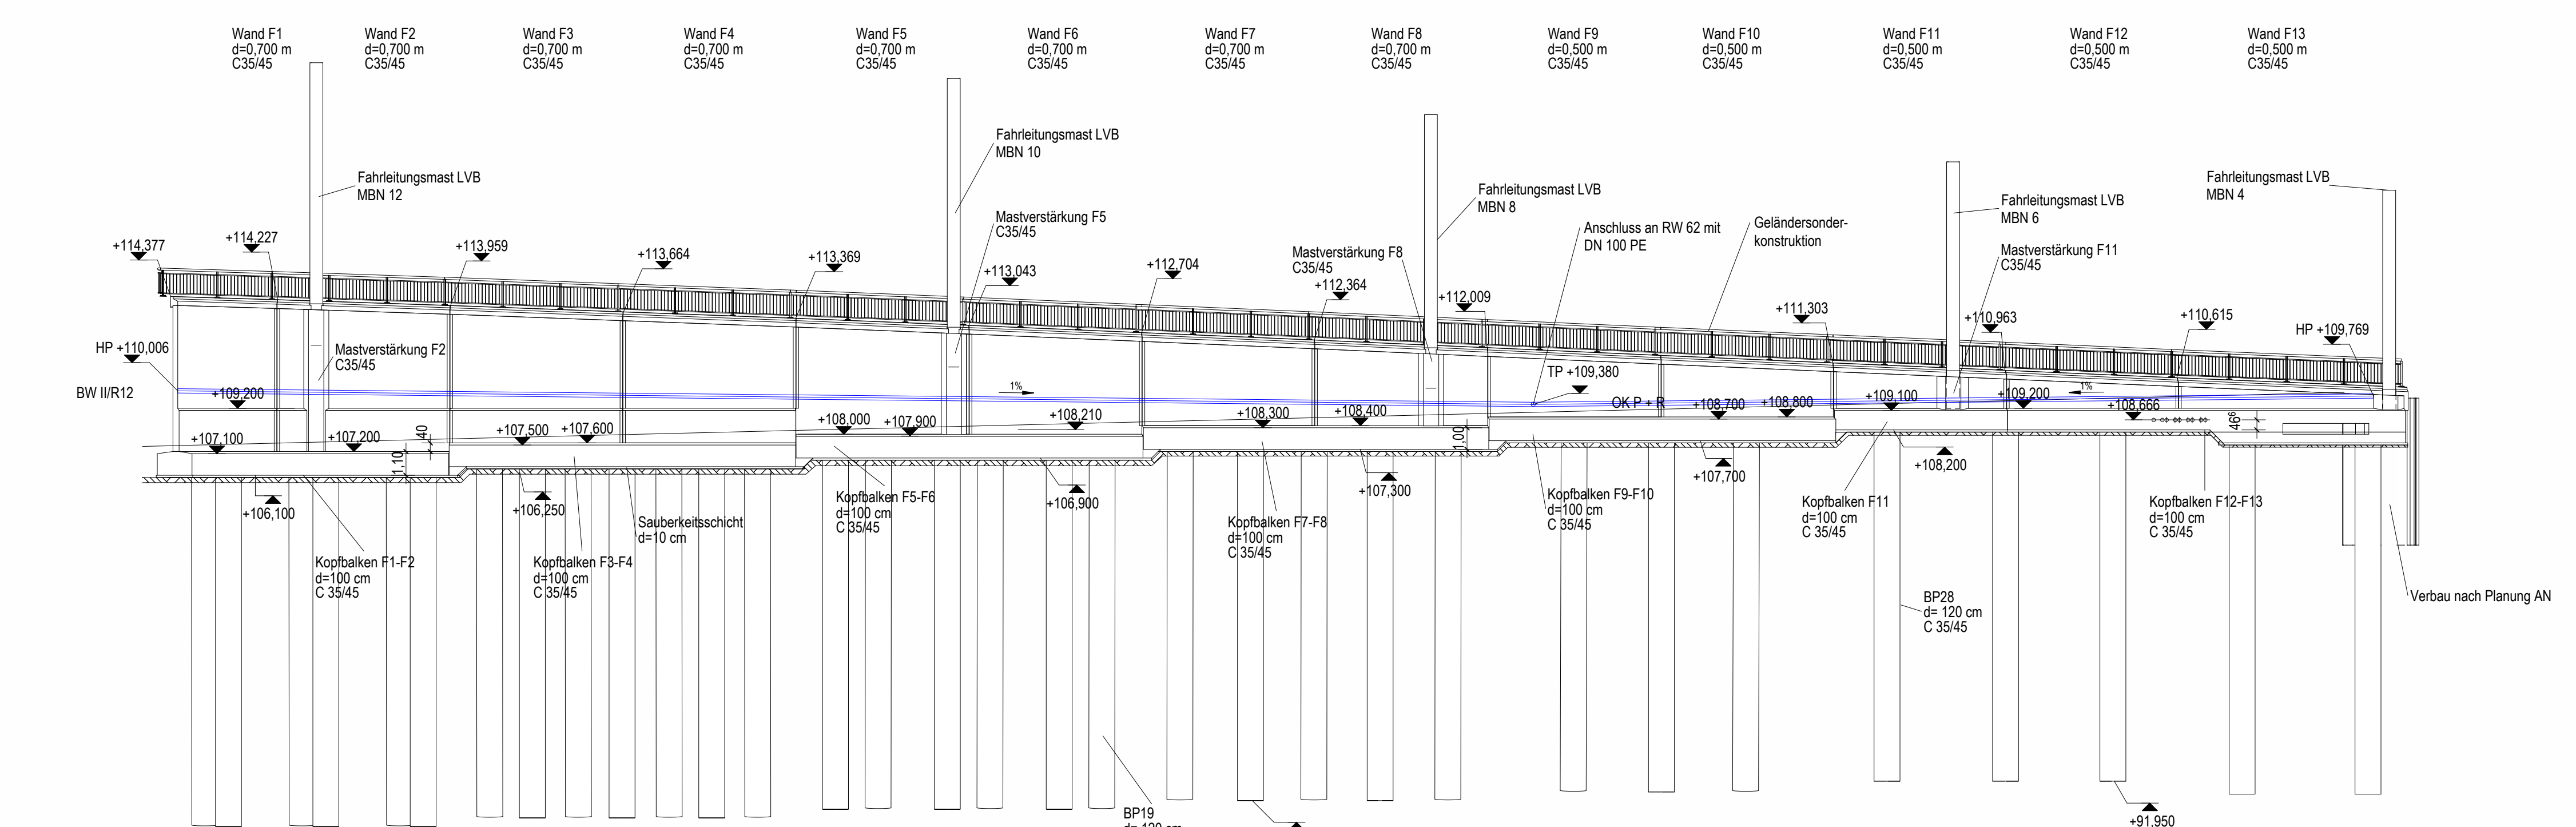 Wand F1
d=0,700 m
C35/45
Wand F2
d=0,700 m
C35/45
Wand F3
d=0,700 m
C35/45
Wand F4
d=0,700 m
C35/45
Wand F5
d=0,700 m
C35/45
Wand F6
d=0,700 m
C35/45
Wand F7
d=0,700 m
C35/45
Wand F8
d=0,700 m
C35/45
Wand F9
d=0,500 m
C35/45
Wand F10
d=0,500 m
C35/45
Wand F11
d=0,500 m
C35/45
Wand F12
d=0,500 m
C35/45
Wand F13
d=0,500 m
C35/45
Fahrleitungsmast LVB
MBN 12
Fahrleitungsmast LVB
MBN 10
Fahrleitungsmast LVB
MBN 8
Fahrleitungsmast LVB
MBN 6
Fahrleitungsmast LVB
MBN 4
Mastverstärkung F5
C35/45
Mastverstärkung F8
C35/45
Anschluss an RW 62 mit
DN 100 PE
Geländersonder-
konstruktion
Mastverstärkung F11
C35/45
+114,377
+114,227
+113,959
+113,664
+113,369
+113,043
+112,704
+112,364
+112,009
+111,303
+110,963
+110,615
HP +109,769
HP +110,006
Mastverstärkung F2
C35/45
BW II/R12
+109,200
1%
TP +109,380
OK P + R
1%
+107,100
+107,200
40
1,10
+107,500
+107,600
+108,000
+107,900
+108,210
+108,300
+108,400
1,00
+108,700
+108,800
+109,100
+109,200
+108,666
46⁶
+106,100
+106,250
+106,900
+107,300
+107,700
+108,200
Kopfbalken F1-F2
d=100 cm
C 35/45
Kopfbalken F3-F4
d=100 cm
C 35/45
Sauberkeitsschicht
d=10 cm
Kopfbalken F5-F6
d=100 cm
C 35/45
Kopfbalken F7-F8
d=100 cm
C 35/45
Kopfbalken F9-F10
d=100 cm
C 35/45
Kopfbalken F11
d=100 cm
C 35/45
Kopfbalken F12-F13
d=100 cm
C 35/45
BP28
d= 120 cm
C 35/45
Verbau nach Planung AN
BP19
d= 120 cm
+91,950